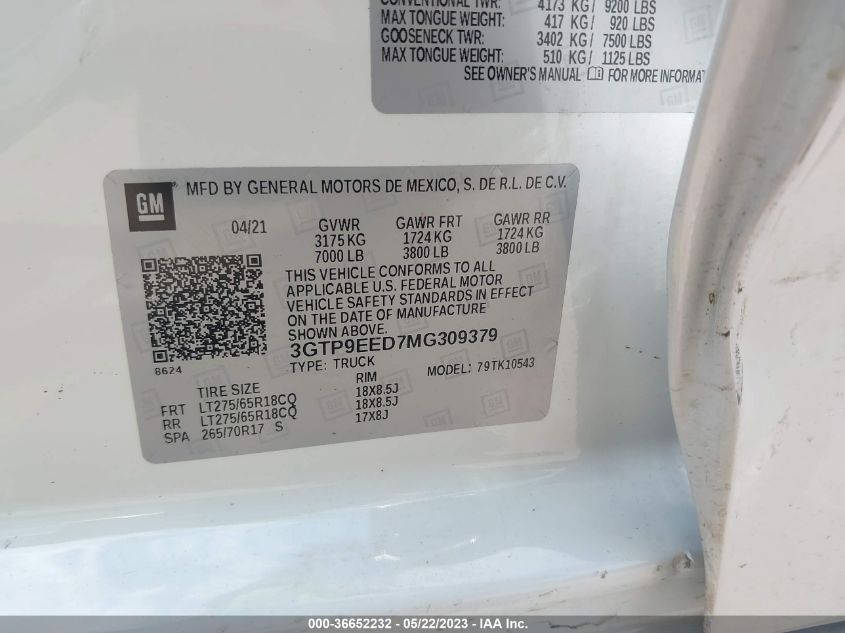 CONVENTIONAL TWR: 4173 KG/ 9200 LBS
MAX TONGUE WEIGHT: 417 KG/ 920 LBS
GOOSENECK TWR: 3402 KG/ 7500 LBS
MAX TONGUE WEIGHT: 510 KG/ 1125 LBS
SEE OWNER'S MANUAL FOR MORE INFORMAT
GM
MFD BY GENERAL MOTORS DE MEXICO, S. DE R.L. DE C.V.
04/21 GVWR GAWR FRT GAWR RR
3175 KG 1724 KG 1724 KG
7000 LB 3800 LB 3800 LB
THIS VEHICLE CONFORMS TO ALL
APPLICABLE U.S. FEDERAL MOTOR
VEHICLE SAFETY STANDARDS IN EFFECT
ON THE DATE OF MANUFACTURE
SHOWN ABOVE.
3GTP9EED7MG309379
8624
TYPE: TRUCK MODEL: 79TK10543
TIRE SIZE RIM
FRT LT275/65R18CQ 18X8.5J
RR LT275/65R18CQ 18X8.5J
SPA 265/70R17 S 17X8J
000-36652232 - 05/22/2023 - IAA Inc.